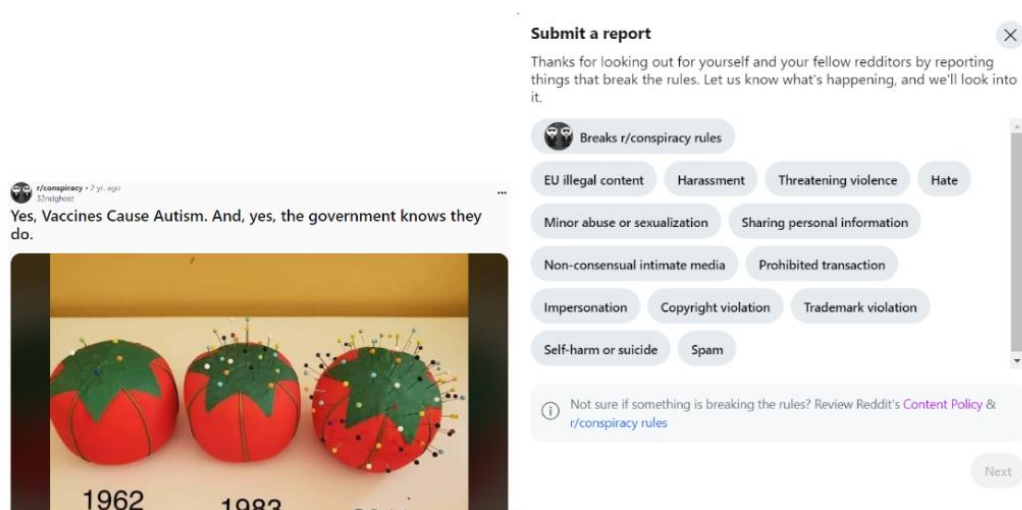 r/conspiracy • 2 yr. ago
32ndghost
Yes, Vaccines Cause Autism. And, yes, the government knows they
do.
1962
1983
Submit a report
Thanks for looking out for yourself and your fellow redditors by reporting
things that break the rules. Let us know what's happening, and we'll look into
it.
Breaks r/conspiracy rules
EU illegal content Harassment Threatening violence Hate
Minor abuse or sexualization Sharing personal information
Non-consensual intimate media Prohibited transaction
Impersonation Copyright violation Trademark violation
Self-harm or suicide Spam
Not sure if something is breaking the rules? Review Reddit's Content Policy &
r/conspiracy rules
Next